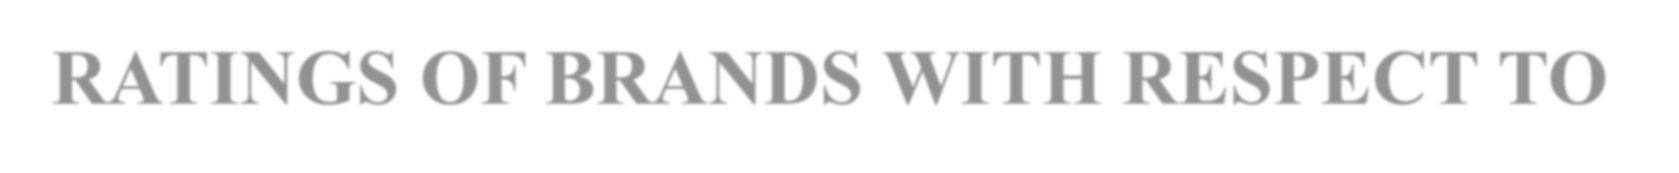 RATINGS OF BRANDS WITH RESPECT TO